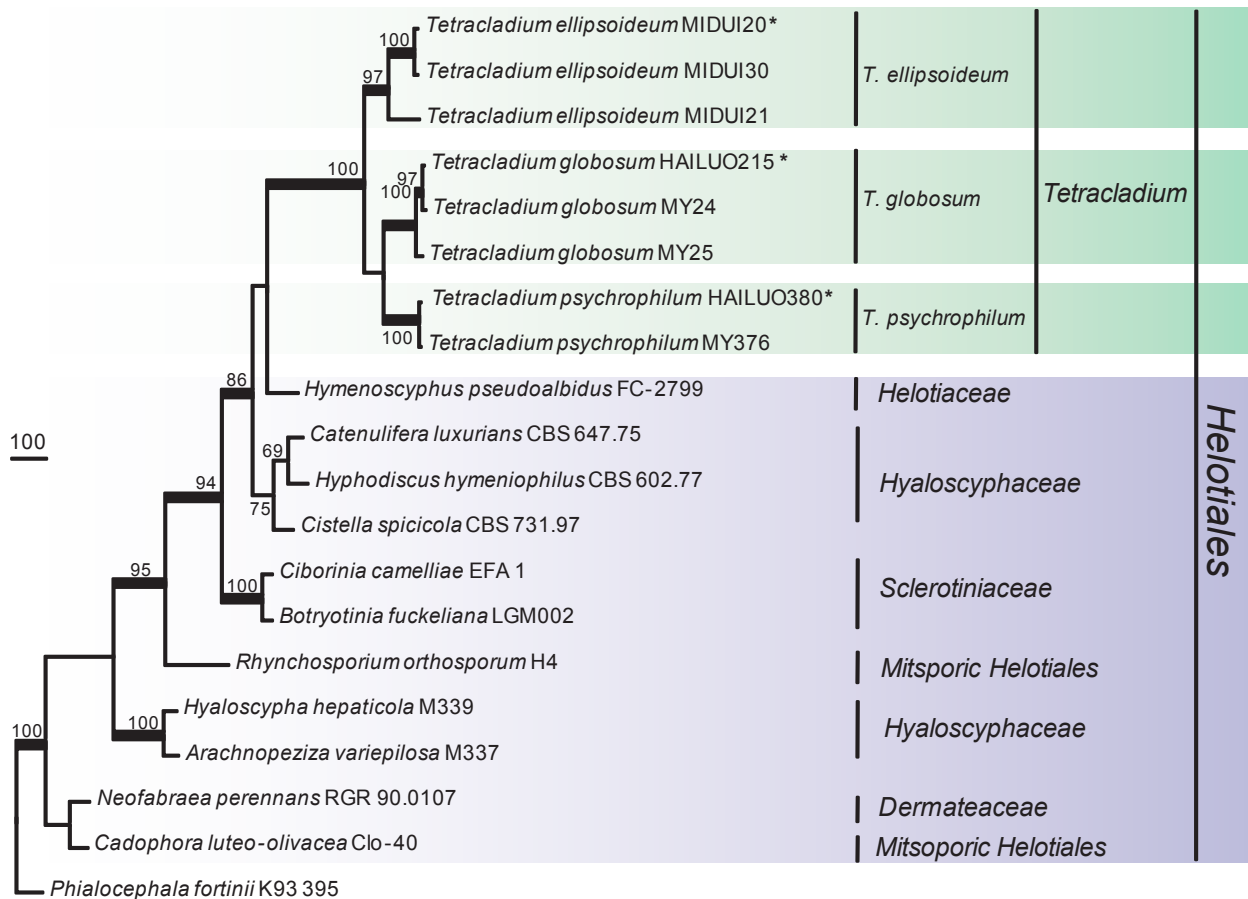 Tetracladium ellipsoideum MIDUI20*
100
Tetracladium ellipsoideum MIDUI30
97
Tetracladium ellipsoideum MIDUI21
T. ellipsoideum
Tetracladium globosum HAILUO215 *
97
100
100
Tetracladium globosum MY24
Tetracladium globosum MY25
T. globosum
Tetracladium
Tetracladium psychrophilum HAILUO380*
100
Tetracladium psychrophilum MY376
T. psychrophilum
86
Hymenoscyphus pseudoalbidus FC-2799
Helotiaceae
100
Catenulifera luxurians CBS 647.75
69
Hyphodiscus hymeniophilus CBS 602.77
94
75
Cistella spicicola CBS 731.97
Hyaloscyphaceae
Helotiales
Ciborinia camelliae EFA 1
95
100
Botryotinia fuckeliana LGM002
Sclerotiniaceae
Rhynchosporium orthosporum H4
Mitsporic Helotiales
Hyaloscypha hepaticola M339
100
100
Arachnopeziza variepilosa M337
Hyaloscyphaceae
Neofabraea perennans RGR 90.0107
Dermateaceae
Cadophora luteo-olivacea Clo-40
Mitsoporic Helotiales
Phialocephala fortinii K93 395